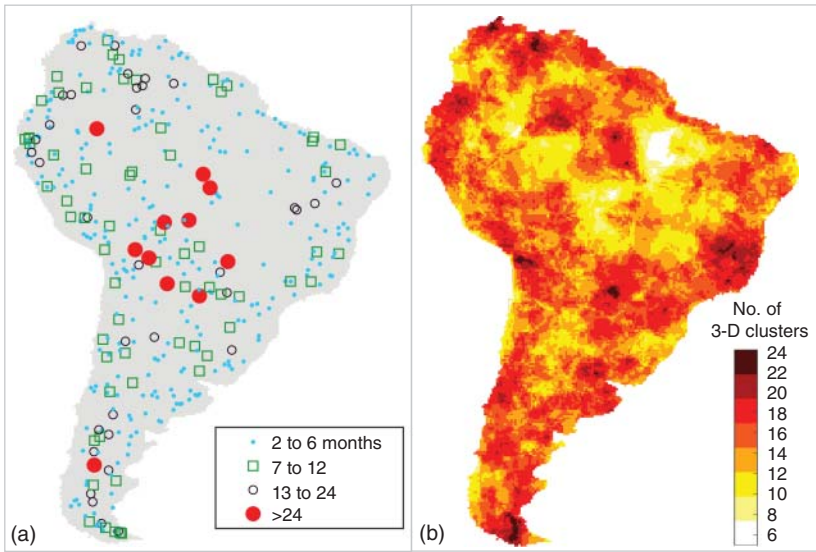 2 to 6 months
7 to 12
13 to 24
>24
(a)
No. of
3-D clusters
24
22
20
18
16
14
12
10
8
6
(b)